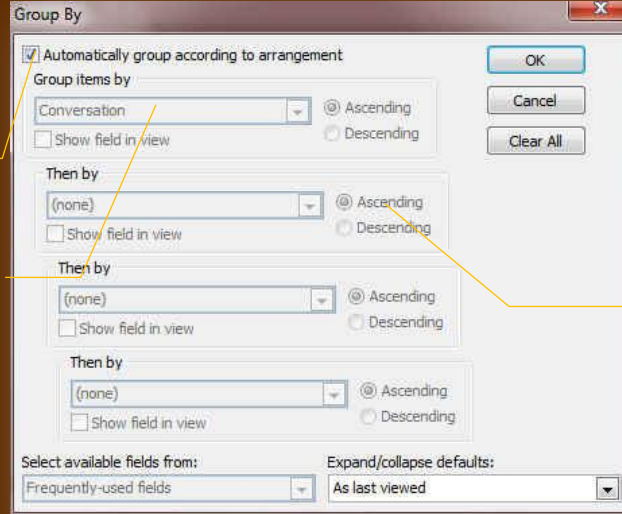 Group By
Automatically group according to arrangement
OK
Group items by
Conversation
Ascending
Cancel
Show field in view
Descending
Clear All
Then by
(none)
Ascending
Show field in view
Descending
Then by
(none)
Ascending
Show field in view
Descending
Then by
(none)
Ascending
Show field in view
Descending
Select available fields from:
Expand/collapse defaults:
Frequently-used fields
As last viewed